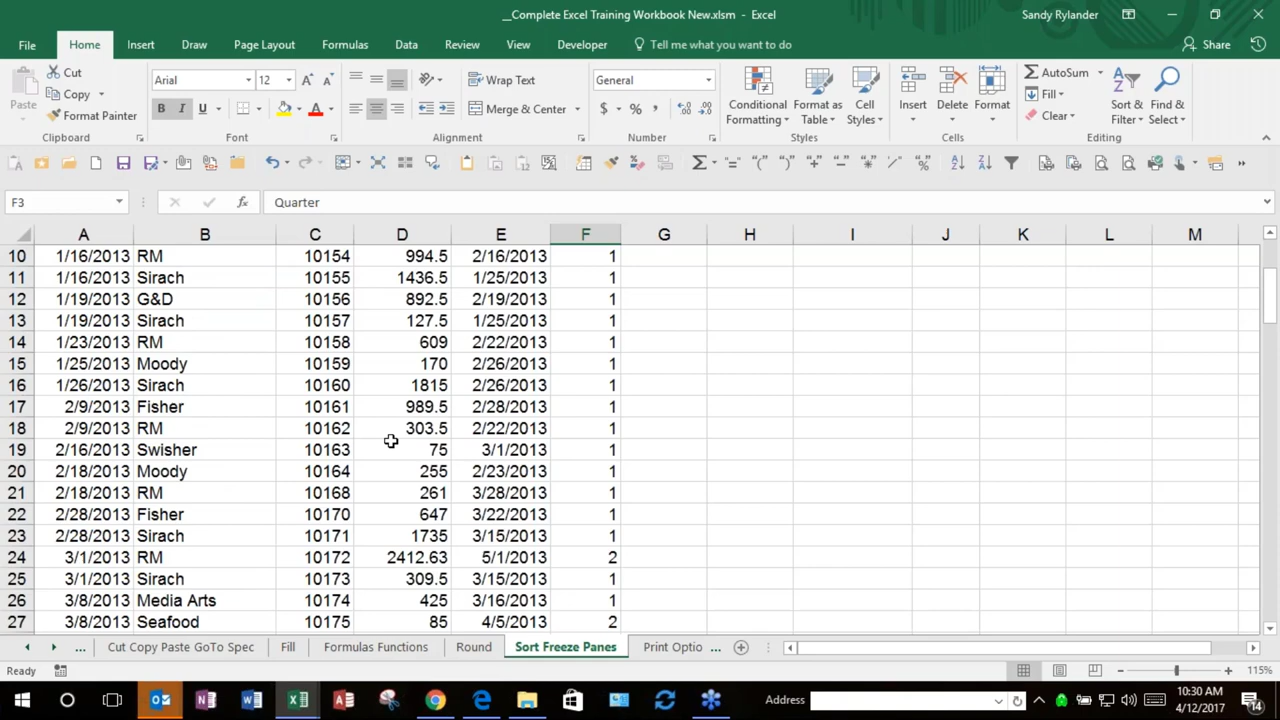 __Complete Excel Training Workbook New.xlsm - Excel
Sandy Rylander
File Home Insert Draw Page Layout Formulas Data Review View Developer Tell me what you want to do Share
Paste
Cut
Copy
Format Painter
Clipboard
Arial 12
B I U
Font
Wrap Text
Merge & Center
Alignment
General
$ % ,
Number
Conditional Formatting
Format as Table
Cell Styles
Styles
Insert
Delete
Format
Cells
AutoSum
Fill
Clear
Sort & Filter
Find & Select
Editing
F3 fx Quarter
A B C D E F G H I J K L M
10 1/16/2013 RM 10154 994.5 2/16/2013 1
11 1/16/2013 Sirach 10155 1436.5 1/25/2013 1
12 1/19/2013 G&D 10156 892.5 2/19/2013 1
13 1/19/2013 Sirach 10157 127.5 1/25/2013 1
14 1/23/2013 RM 10158 609 2/22/2013 1
15 1/25/2013 Moody 10159 170 2/26/2013 1
16 1/26/2013 Sirach 10160 1815 2/26/2013 1
17 2/9/2013 Fisher 10161 989.5 2/28/2013 1
18 2/9/2013 RM 10162 303.5 2/22/2013 1
19 2/16/2013 Swisher 10163 75 3/1/2013 1
20 2/18/2013 Moody 10164 255 2/23/2013 1
21 2/18/2013 RM 10168 261 3/28/2013 1
22 2/28/2013 Fisher 10170 647 3/22/2013 1
23 2/28/2013 Sirach 10171 1735 3/15/2013 1
24 3/1/2013 RM 10172 2412.63 5/1/2013 2
25 3/1/2013 Sirach 10173 309.5 3/15/2013 1
26 3/8/2013 Media Arts 10174 425 3/16/2013 1
27 3/8/2013 Seafood 10175 85 4/5/2013 2
... Cut Copy Paste GoTo Spec Fill Formulas Functions Round Sort Freeze Panes Print Optio ...
Ready 115%
Address 10:30 AM
4/12/2017